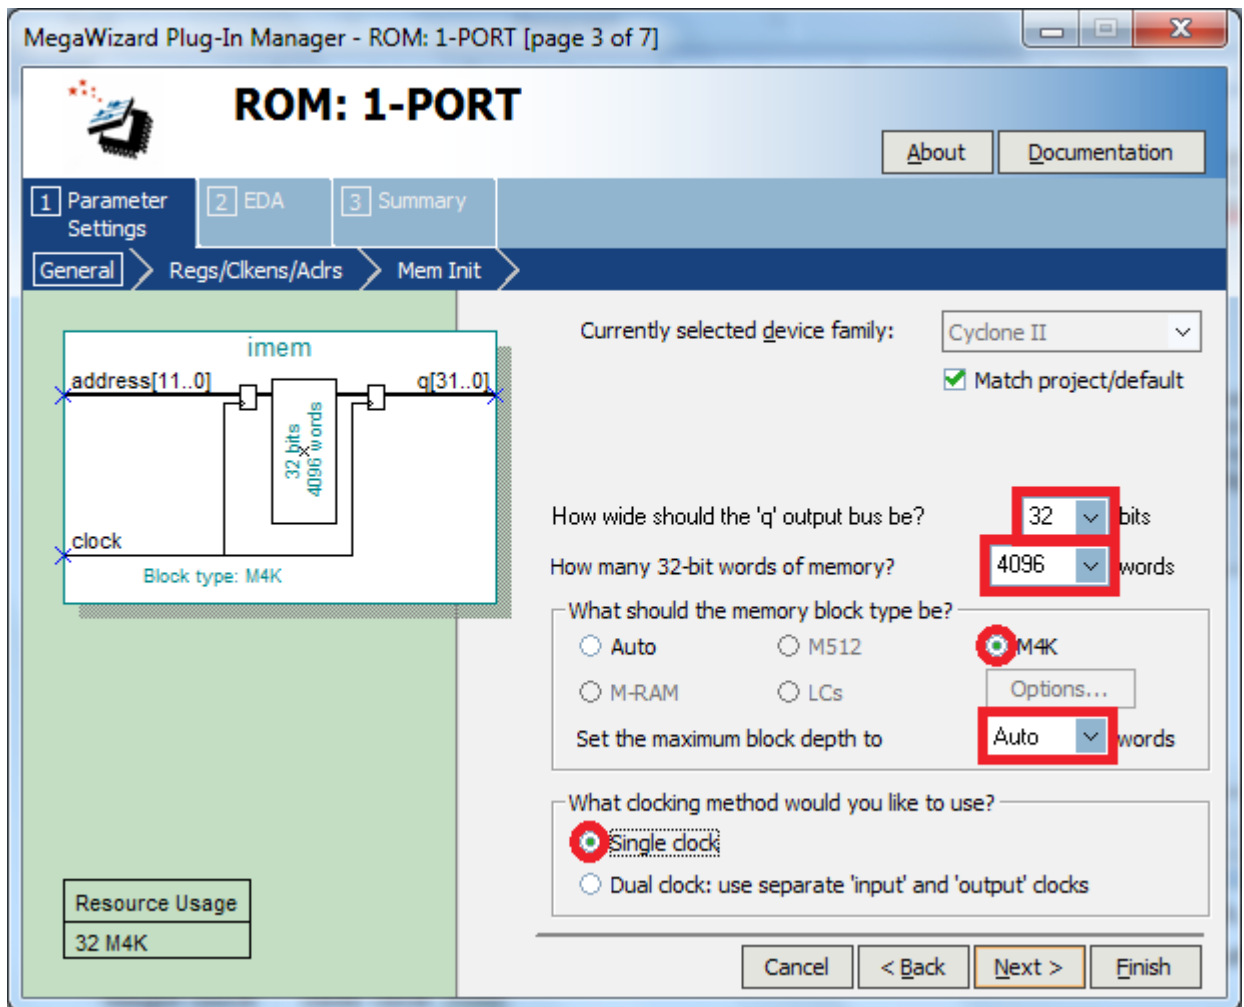 MegaWizard Plug-In Manager - ROM: 1-PORT [page 3 of 7]
ROM: 1-PORT
About
Documentation
1 Parameter Settings
2 EDA
3 Summary
General
Regs/Clkens/Aclrs
Mem Init
imem
address[11..0]
q[31..0]
32 bits
4096 words
clock
Block type: M4K
Resource Usage
32 M4K
Currently selected device family:
Cyclone II
Match project/default
How wide should the 'q' output bus be?
32
bits
How many 32-bit words of memory?
4096
words
What should the memory block type be?
Auto
M512
M4K
M-RAM
LCs
Options...
Set the maximum block depth to
Auto
words
What clocking method would you like to use?
Single clock
Dual clock: use separate 'input' and 'output' clocks
Cancel
< Back
Next >
Finish